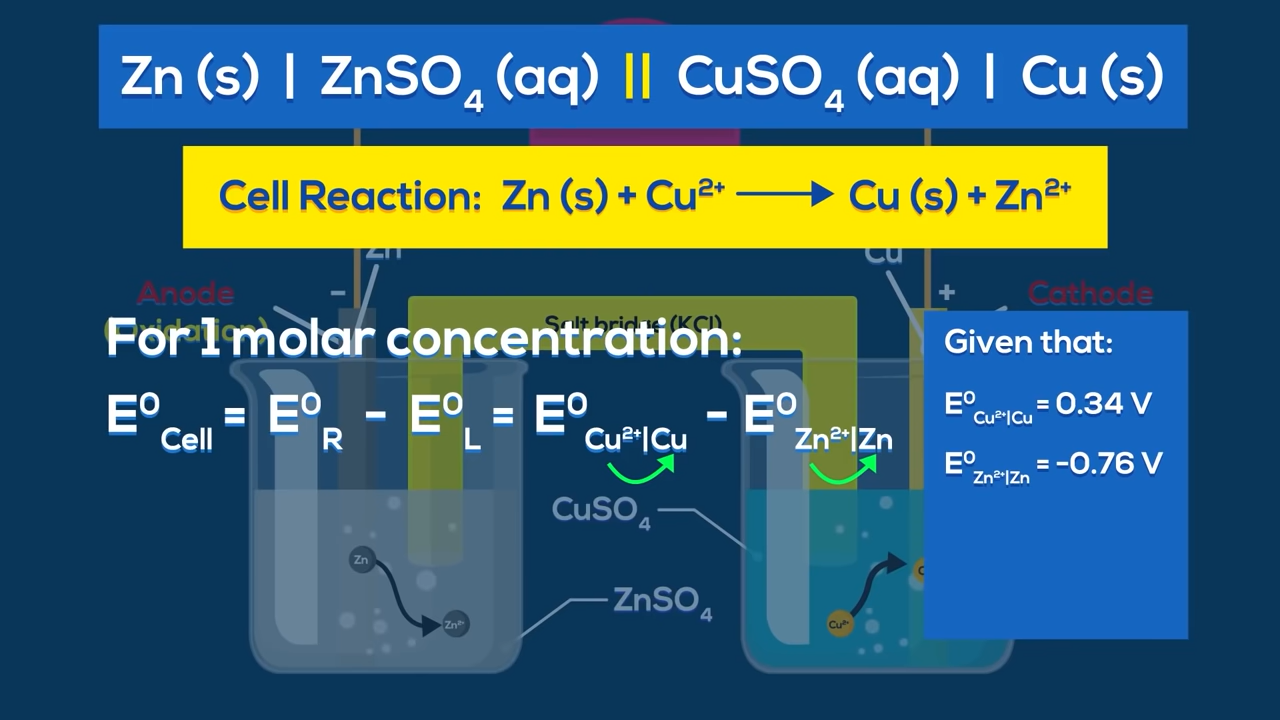 Zn (s) | ZnSO₄ (aq) || CuSO₄ (aq) | Cu (s)
Cell Reaction: Zn (s) + Cu²⁺ ⟶ Cu (s) + Zn²⁺
Zn
Cu
Anode
-
+
Cathode
(Oxidation)
Salt bridge (KCl)
For 1 molar concentration:
E⁰Cell = E⁰R - E⁰L = E⁰Cu²⁺|Cu - E⁰Zn²⁺|Zn
Given that:
E⁰Cu²⁺|Cu = 0.34 V
E⁰Zn²⁺|Zn = -0.76 V
CuSO₄
ZnSO₄
Zn
Zn²⁺
Cu²⁺